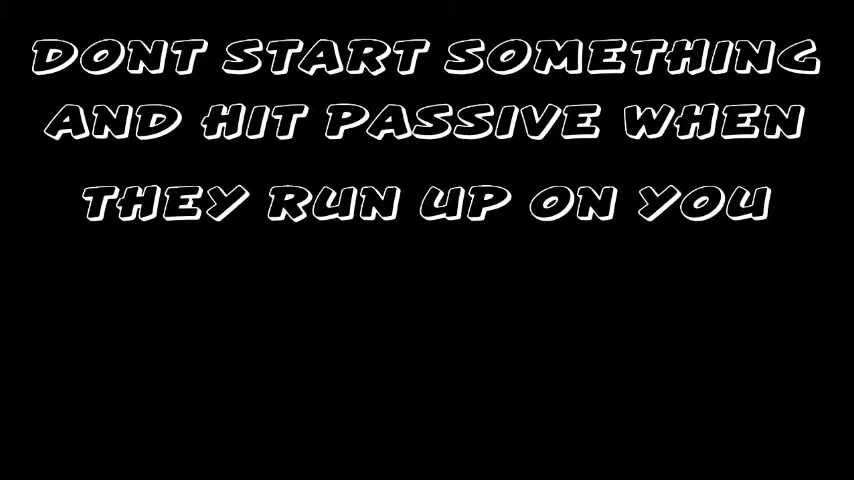 DONT START SOMETHING
AND HIT PASSIVE WHEN
THEY RUN UP ON YOU